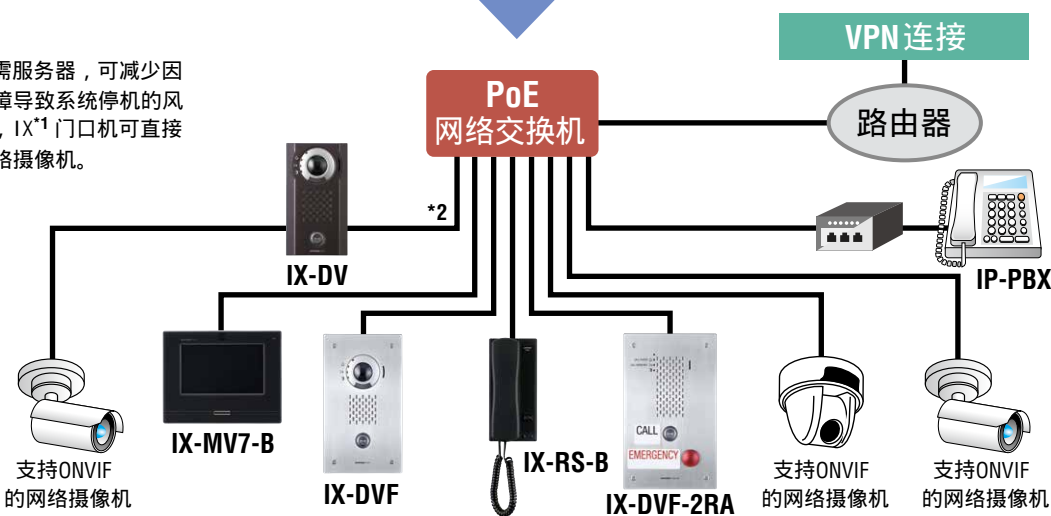 VPN连接
需服务器，可减少因
障导致系统停机的风
，IX*1 门口机可直接
络摄像机。
PoE
网络交换机
路由器
*2
IX-DV
IP-PBX
IX-MV7-B
IX-DVF
IX-RS-B
CALL
EMERGENCY
IX-DVF-2RA
支持ONVIF
的网络摄像机
支持ONVIF
的网络摄像机
支持ONVIF
的网络摄像机